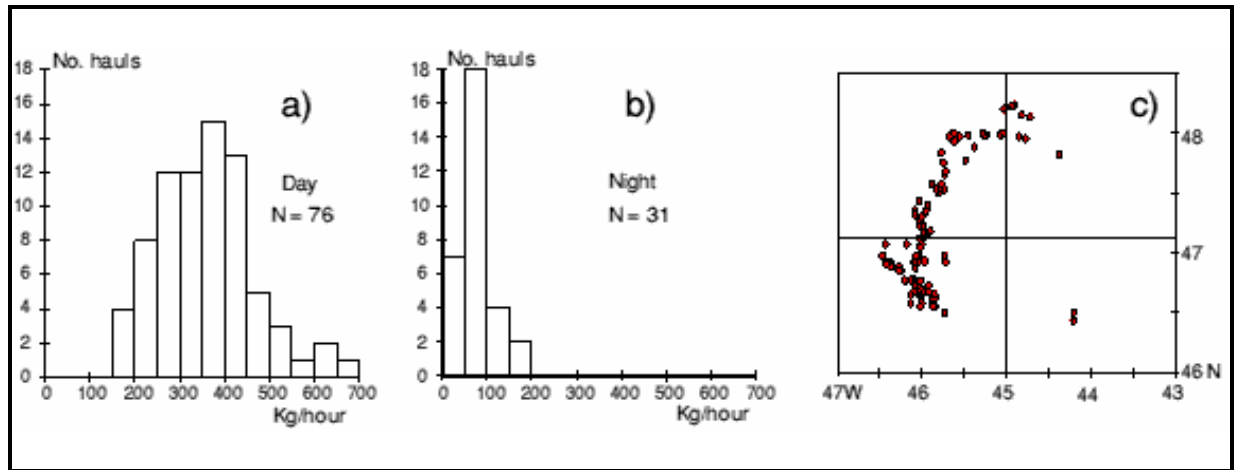 No. hauls
18
16
14
12
10
8
6
4
2
0
0 100 200 300 400 500 600 700
Kg/hour
a)
Day
N = 76
No. hauls
18
16
14
12
10
8
6
4
2
0
0 100 200 300 400 500 600 700
Kg/hour
b)
Night
N = 31
c)
48
47
46 N
47W 46 45 44 43